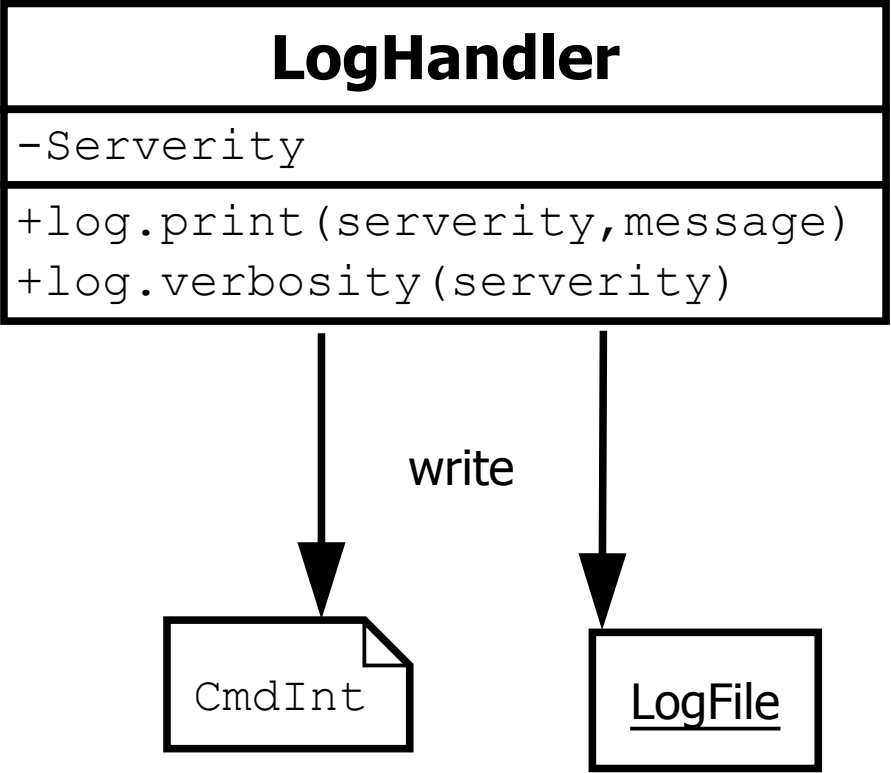 LogHandler
-Serverity
+log.print(serverity,message)
+log.verbosity(serverity)
write
CmdInt
LogFile